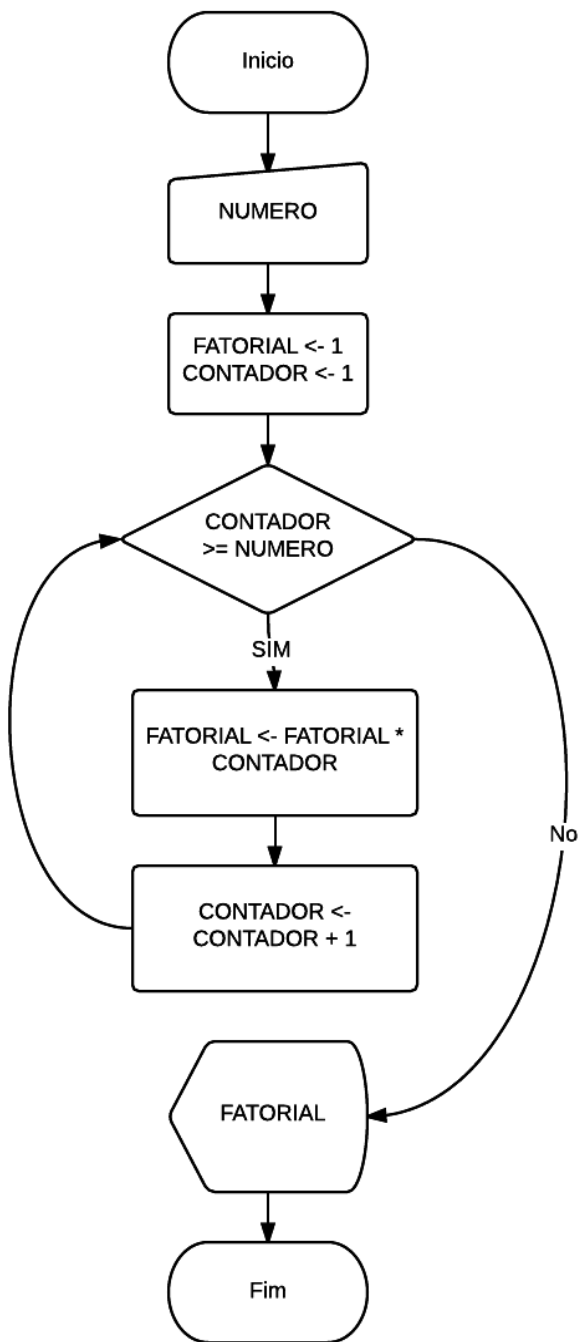 Inicio
NUMERO
FATORIAL <- 1
CONTADOR <- 1
CONTADOR
>= NUMERO
SIM
FATORIAL <- FATORIAL *
CONTADOR
No
CONTADOR <-
CONTADOR + 1
FATORIAL
Fim